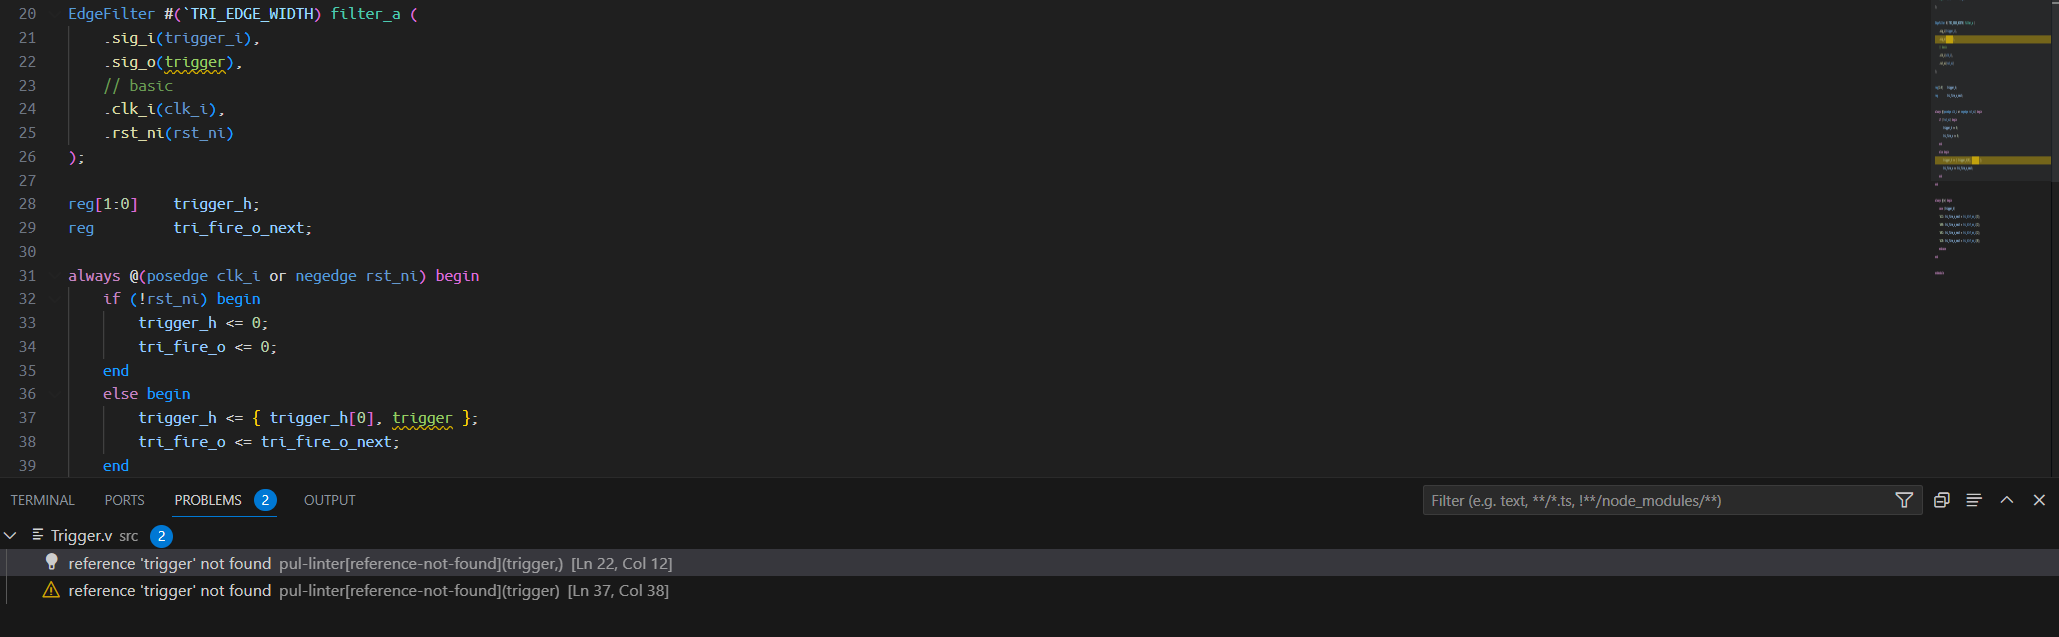 20 EdgeFilter #(`TRI_EDGE_WIDTH) filter_a (
21 .sig_i(trigger_i),
22 .sig_o(trigger),
23 // basic
24 .clk_i(clk_i),
25 .rst_ni(rst_ni)
26 );
27
28 reg[1:0] trigger_h;
29 reg tri_fire_o_next;
30
31 always @(posedge clk_i or negedge rst_ni) begin
32 if (!rst_ni) begin
33 trigger_h <= 0;
34 tri_fire_o <= 0;
35 end
36 else begin
37 trigger_h <= { trigger_h[0], trigger };
38 tri_fire_o <= tri_fire_o_next;
39 end
TERMINAL PORTS PROBLEMS 2 OUTPUT Filter (e.g. text, **/*.ts, !**/node_modules/**)
Trigger.v src 2
reference 'trigger' not found pul-linter[reference-not-found](trigger,) [Ln 22, Col 12]
reference 'trigger' not found pul-linter[reference-not-found](trigger) [Ln 37, Col 38]